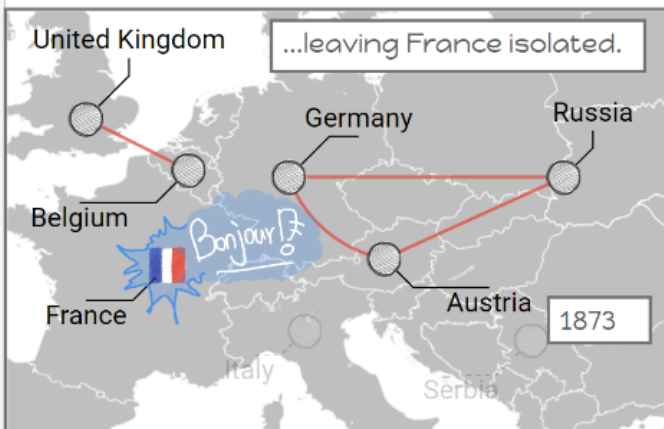 United Kingdom
...leaving France isolated.
Germany
Russia
Belgium
Bonjour!?
France
Austria
1873
Italy
Serbia